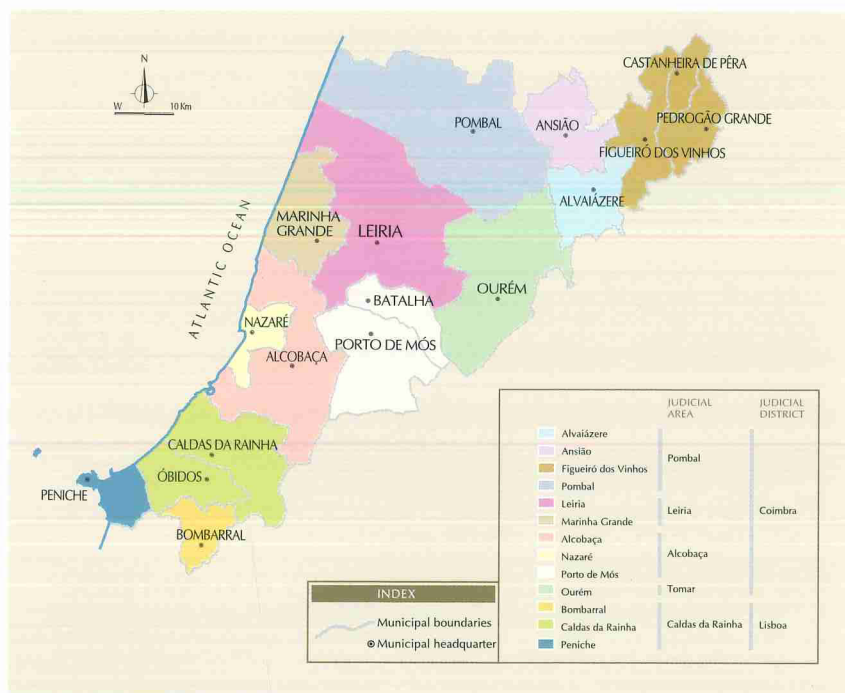 N
W
10 Km
CASTANHEIRA DE PÊRA
POMBAL
ANSIÃO
PEDROGÃO GRANDE
FIGUEIRÓ DOS VINHOS
ALVAIÁZERE
MARINHA
GRANDE
LEIRIA
ATLANTIC OCEAN
OURÉM
BATALHA
NAZARÉ
PORTO DE MÓS
ALCOBAÇA
CALDAS DA RAINHA
ÓBIDOS
PENICHE
BOMBARRAL
INDEX
Municipal boundaries
Municipal headquarter
JUDICIAL
AREA
JUDICIAL
DISTRICT
Alvaiázere
Ansião
Figueiró dos Vinhos
Pombal
Pombal
Leiria
Marinha Grande
Leiria
Coimbra
Alcobaça
Nazaré
Porto de Mós
Alcobaça
Ourém
Tomar
Bombarral
Caldas da Rainha
Peniche
Caldas da Rainha
Lisboa